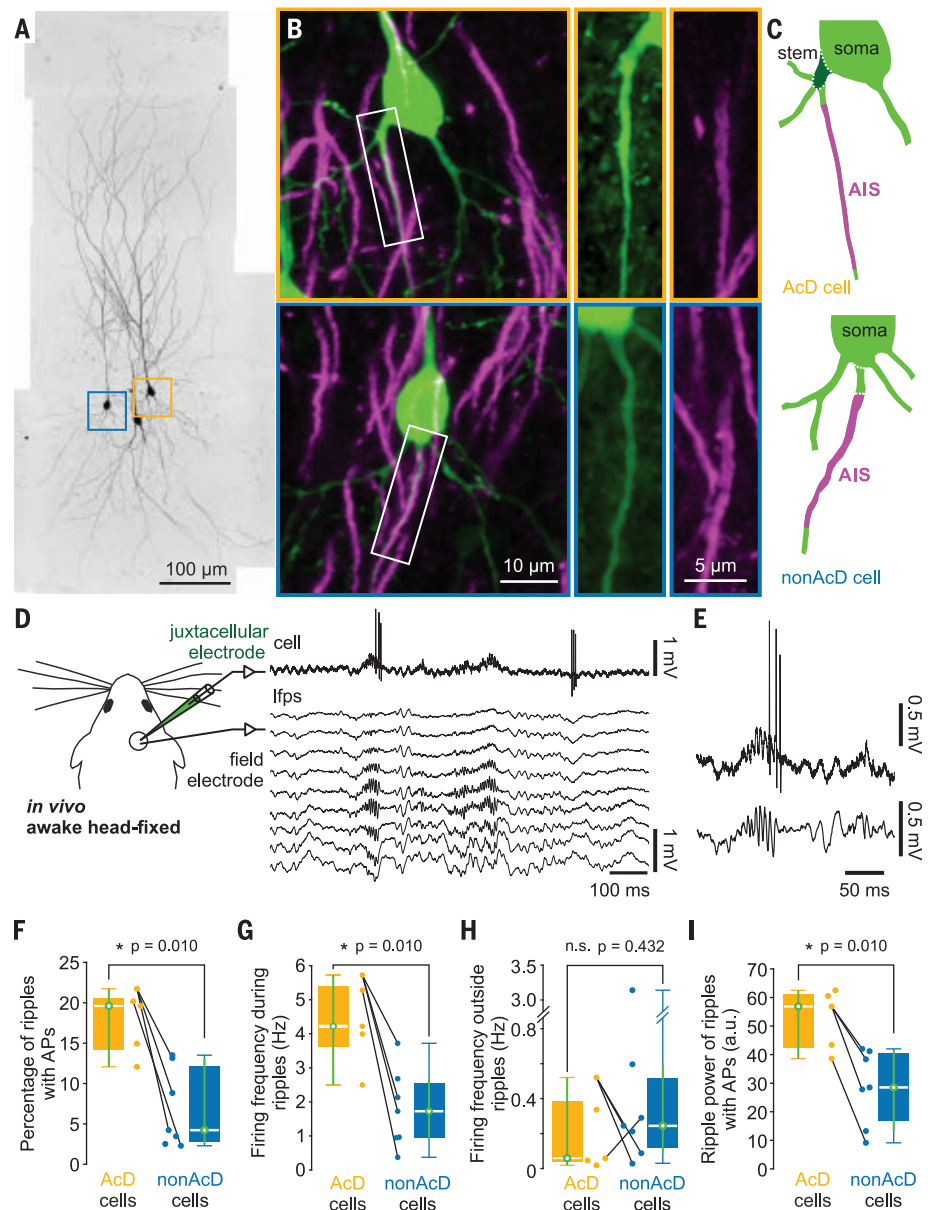 A
100 µm
B
10 µm
5 µm
C
stem
soma
AIS
AcD cell
soma
AIS
nonAcD cell
D
juxtacellular
electrode
field
electrode
in vivo
awake head-fixed
cell
1 mV
lfps
1 mV
100 ms
E
0.5 mV
0.5 mV
50 ms
F
* p = 0.010
Percentage of ripples
with APs
25
20
15
10
5
0
AcD
cells
nonAcD
cells
G
* p = 0.010
Firing frequency during
ripples (Hz)
6
5
4
3
2
1
0
AcD
cells
nonAcD
cells
H
n.s. p = 0.432
Firing frequency outside
ripples (Hz)
3.5
3.0
0.8
0.4
0
AcD
cells
nonAcD
cells
I
* p = 0.010
Ripple power of ripples
with APs (a.u.)
70
60
50
40
30
20
10
0
AcD
cells
nonAcD
cells